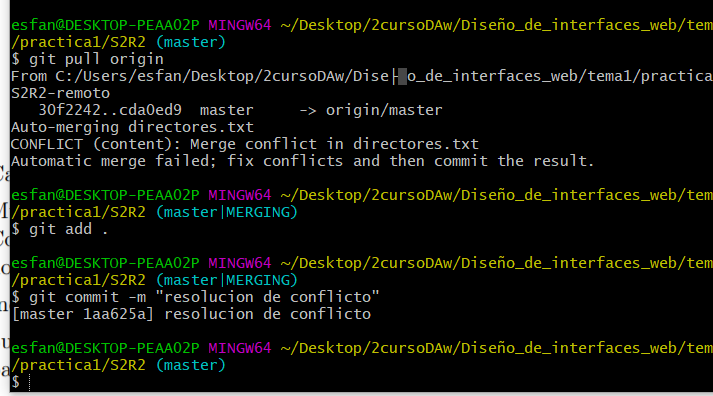 esfan@DESKTOP-PEAA02P MINGW64 ~/Desktop/2cursoDAw/Diseño_de_interfaces_web/tem
/practica1/S2R2 (master)
$ git pull origin
From C:/Users/esfan/Desktop/2cursoDAw/Dise├ o_de_interfaces_web/tema1/practica
S2R2-remoto
   30f2242..cda0ed9  master     -> origin/master
Auto-merging directores.txt
CONFLICT (content): Merge conflict in directores.txt
Automatic merge failed; fix conflicts and then commit the result.
esfan@DESKTOP-PEAA02P MINGW64 ~/Desktop/2cursoDAw/Diseño_de_interfaces_web/tem
/practica1/S2R2 (master|MERGING)
$ git add .
esfan@DESKTOP-PEAA02P MINGW64 ~/Desktop/2cursoDAw/Diseño_de_interfaces_web/tem
/practica1/S2R2 (master|MERGING)
$ git commit -m "resolucion de conflicto"
[master 1aa625a] resolucion de conflicto
esfan@DESKTOP-PEAA02P MINGW64 ~/Desktop/2cursoDAw/Diseño_de_interfaces_web/tem
/practica1/S2R2 (master)
$